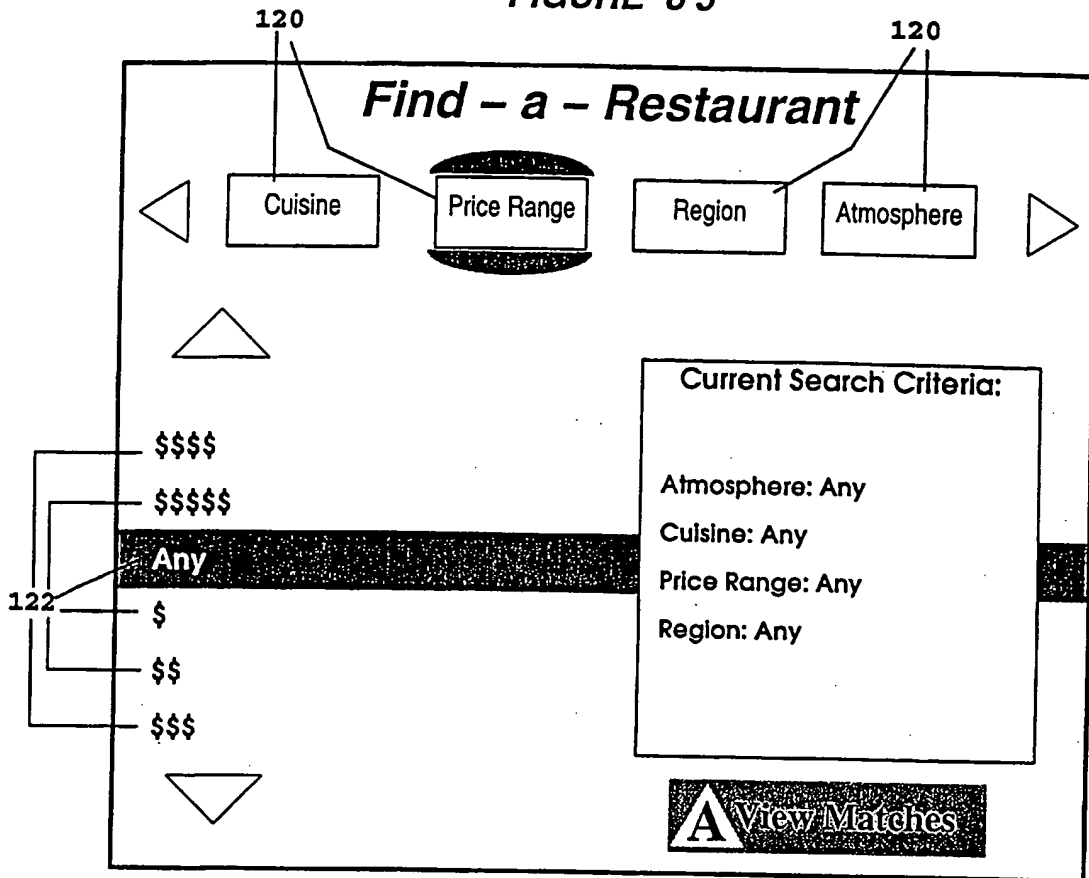 120
120
Find – a – Restaurant
Cuisine
Price Range
Region
Atmosphere
Current Search Criteria:
$$$$
Atmosphere: Any
$$$$$
Cuisine: Any
Any
Price Range: Any
122
$
Region: Any
$$
$$$
A View Matches